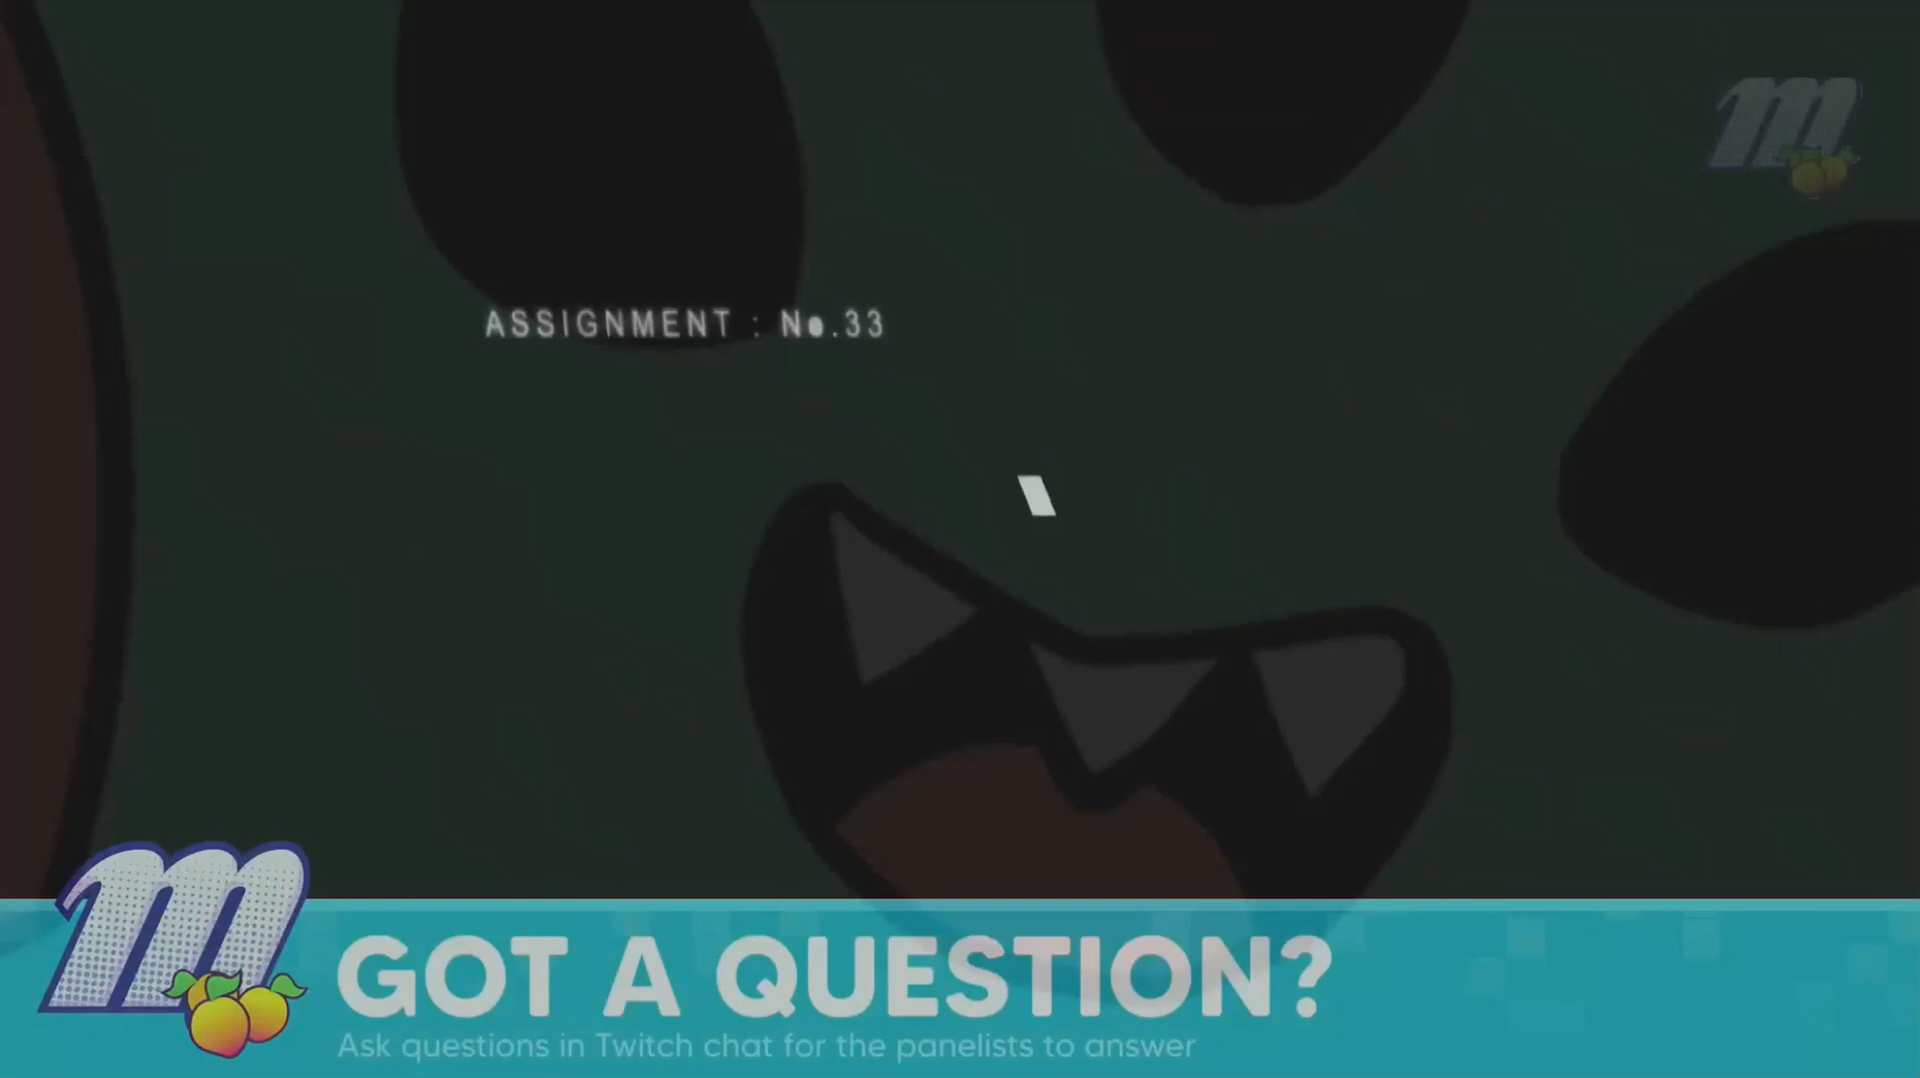 m
ASSIGNMENT : No.33
m
GOT A QUESTION?
Ask questions in Twitch chat for the panelists to answer